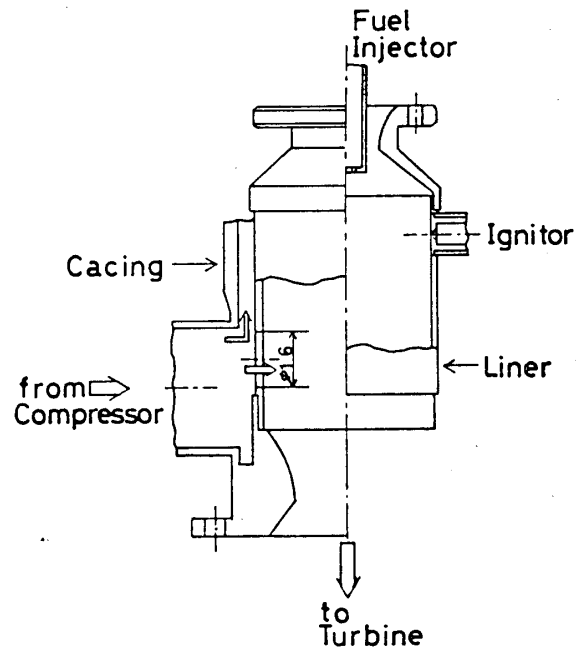 Fuel
Injector
Ignitor
Cacing
from
Compressor
Liner
to
Turbine